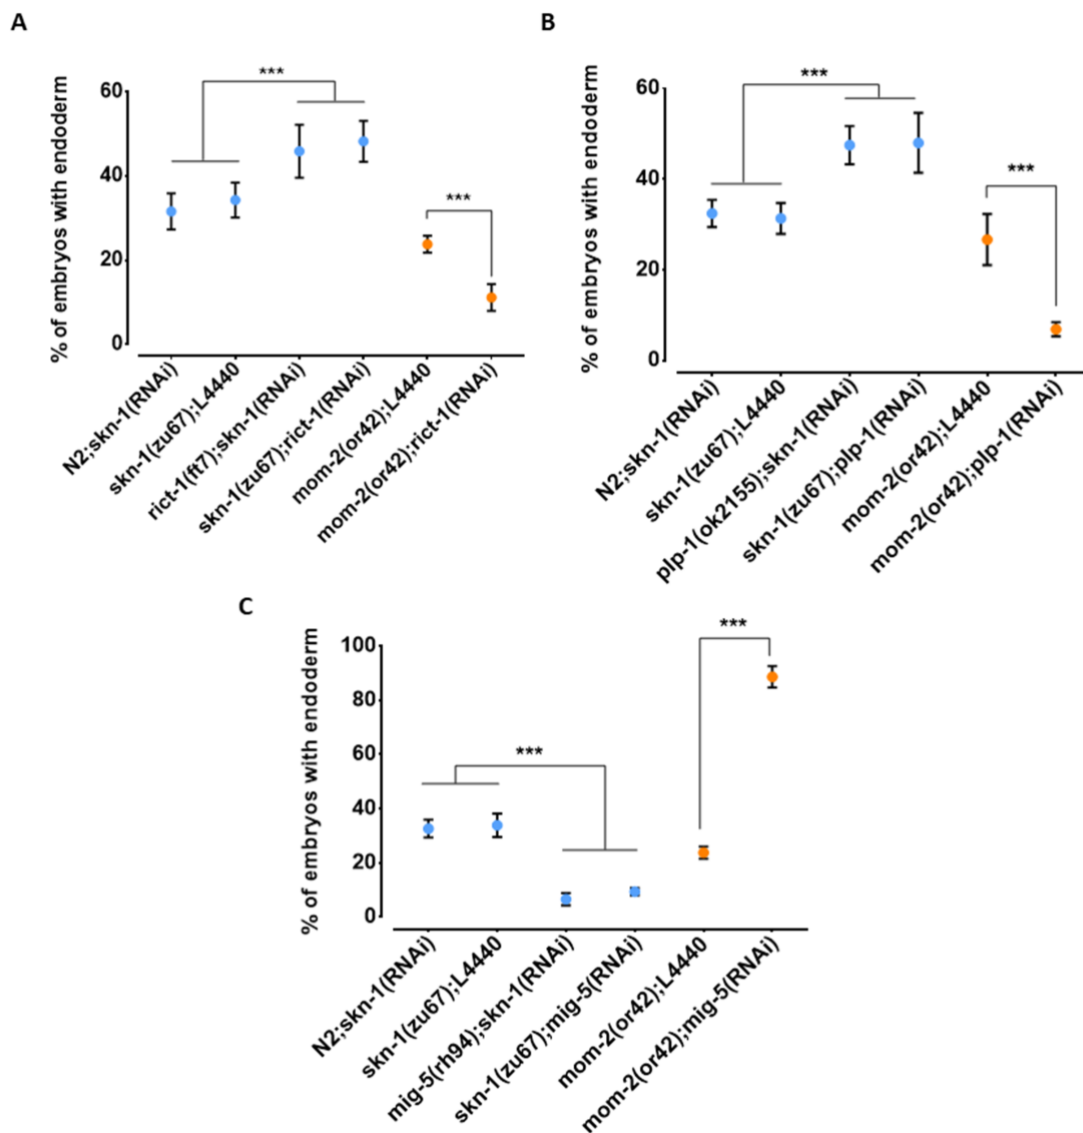 A
% of embryos with endoderm
60
40
20
0
***
***
N2;skn-1(RNAi)
skn-1(zu67);L4440
rict-1(ft7);skn-1(RNAi)
skn-1(zu67);rict-1(RNAi)
mom-2(or42);L4440
mom-2(or42);rict-1(RNAi)
B
% of embryos with endoderm
60
40
20
0
***
***
N2;skn-1(RNAi)
skn-1(zu67);L4440
plp-1(ok2155);skn-1(RNAi)
skn-1(zu67);plp-1(RNAi)
mom-2(or42);L4440
mom-2(or42);plp-1(RNAi)
C
% of embryos with endoderm
100
80
60
40
20
0
***
***
N2;skn-1(RNAi)
skn-1(zu67);L4440
mig-5(rh94);skn-1(RNAi)
skn-1(zu67);mig-5(RNAi)
mom-2(or42);L4440
mom-2(or42);mig-5(RNAi)